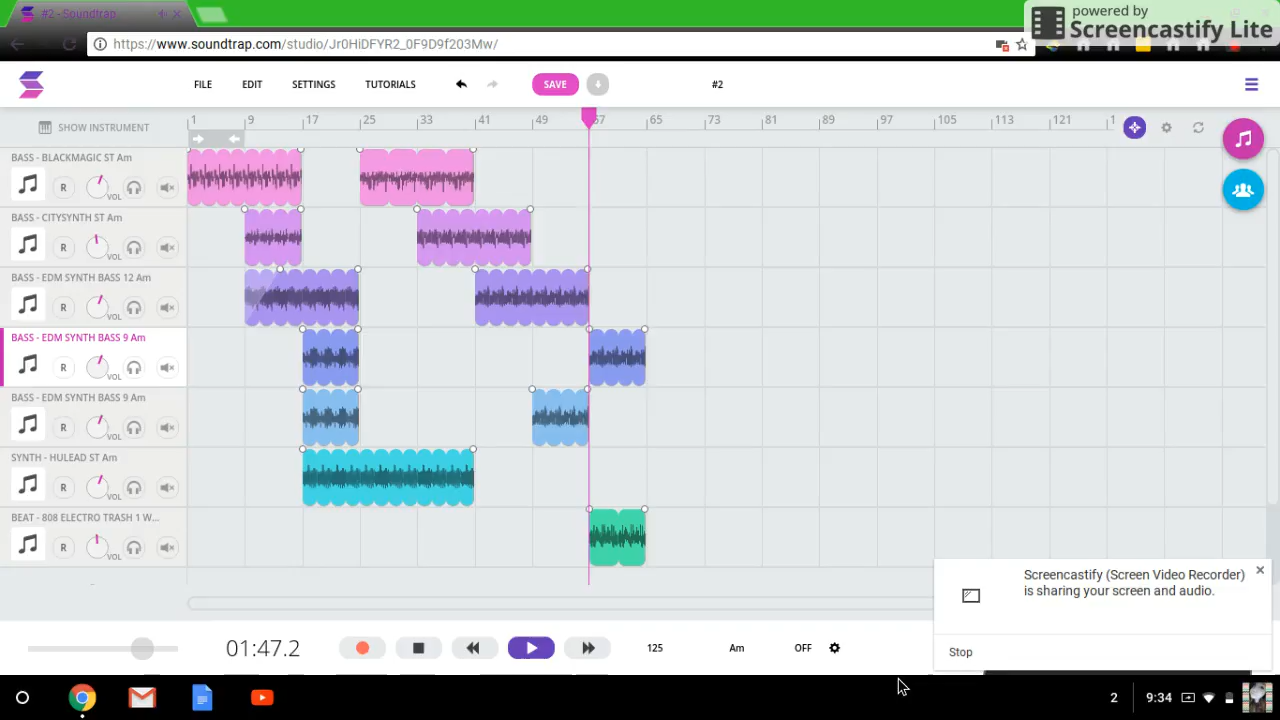 #2 - Soundtrap
powered by
Screencastify Lite
https://www.soundtrap.com/studio/Jr0HiDFYR2_0F9D9f203Mw/
FILE EDIT SETTINGS TUTORIALS SAVE #2
SHOW INSTRUMENT
1 9 17 25 33 41 49 57 65 73 81 89 97 105 113 121
BASS - BLACKMAGIC ST Am
R VOL
BASS - CITYSYNTH ST Am
R VOL
BASS - EDM SYNTH BASS 12 Am
R VOL
BASS - EDM SYNTH BASS 9 Am
R VOL
BASS - EDM SYNTH BASS 9 Am
R VOL
SYNTH - HULEAD ST Am
R VOL
BEAT - 808 ELECTRO TRASH 1 W...
R VOL
Screencastify (Screen Video Recorder)
is sharing your screen and audio.
Stop
01:47.2 125 Am OFF
2 9:34